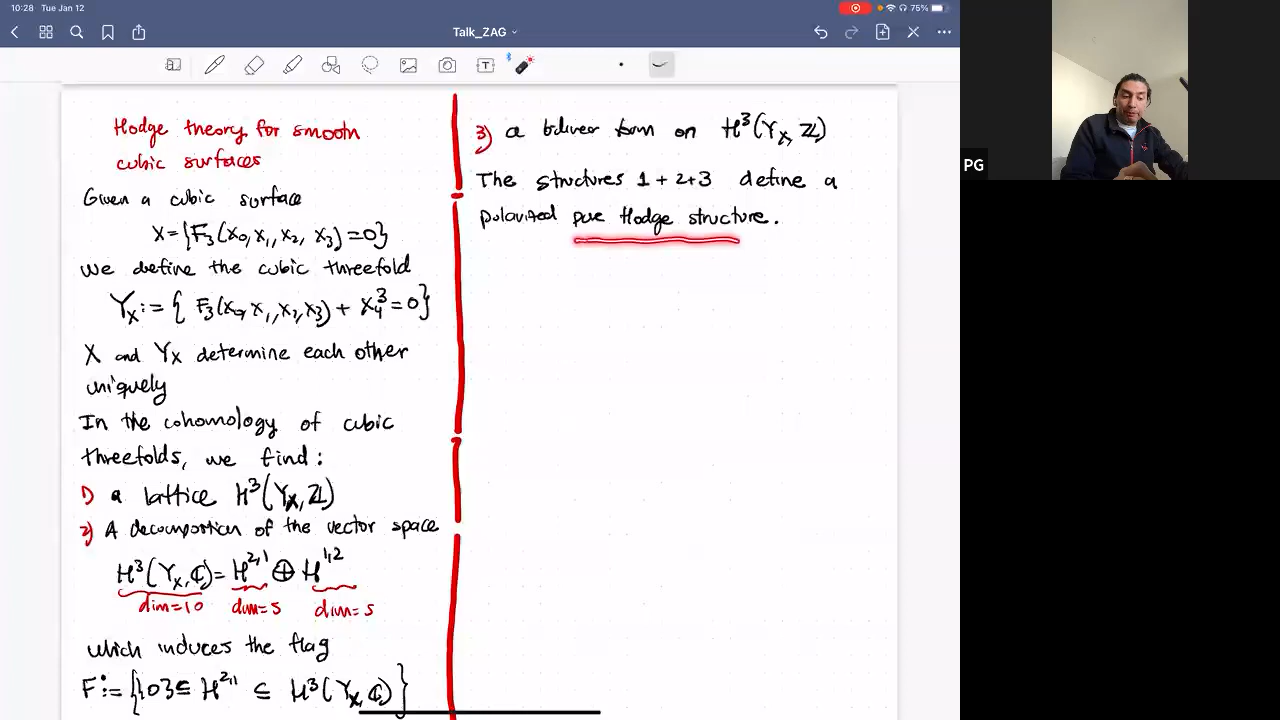 10:28 Tue Jan 12
75%
Talk_ZAG
PG
Hodge theory for smooth
cubic surfaces
Given a cubic surface
X={F₃(x₀,x₁,x₂,x₃)=0}
we define the cubic threefold
Yₓ:={F₃(x₀,x₁,x₂,x₃)+x₄³=0}
X and Yₓ determine each other
uniquely
In the cohomology of cubic
threefolds, we find:
1) a lattice H³(Yₓ,ℤ)
2) A decomposition of the vector space
H³(Yₓ,ℂ)=H²,¹⊕H¹,²
dim=10 dim=5 dim=5
which induces the flag
F•:={{0}⊆H²,¹⊆H³(Yₓ,ℂ)}
3) a bilinear form on H³(Yₓ,ℤ)
The structures 1+2+3 define a
polarized pure Hodge structure.